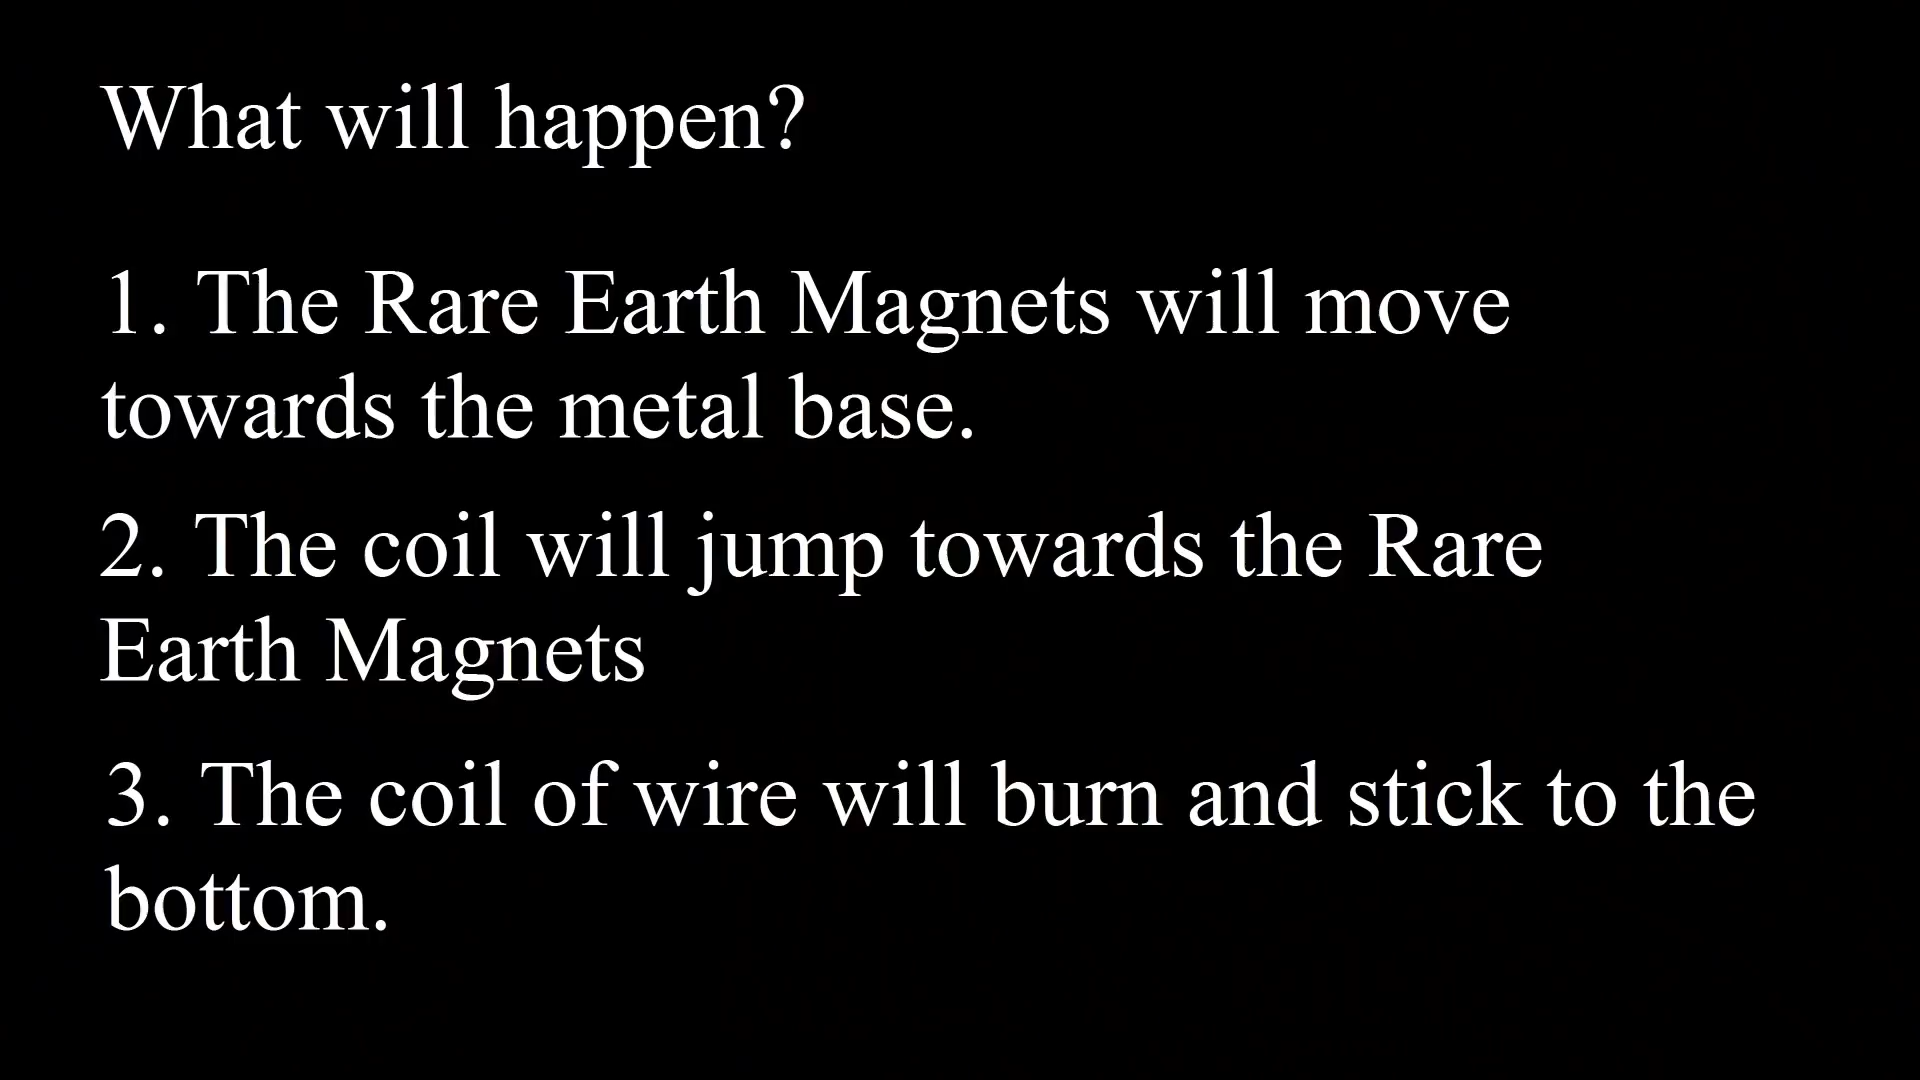 What will happen?
1. The Rare Earth Magnets will move
towards the metal base.
2. The coil will jump towards the Rare
Earth Magnets
3. The coil of wire will burn and stick to the
bottom.